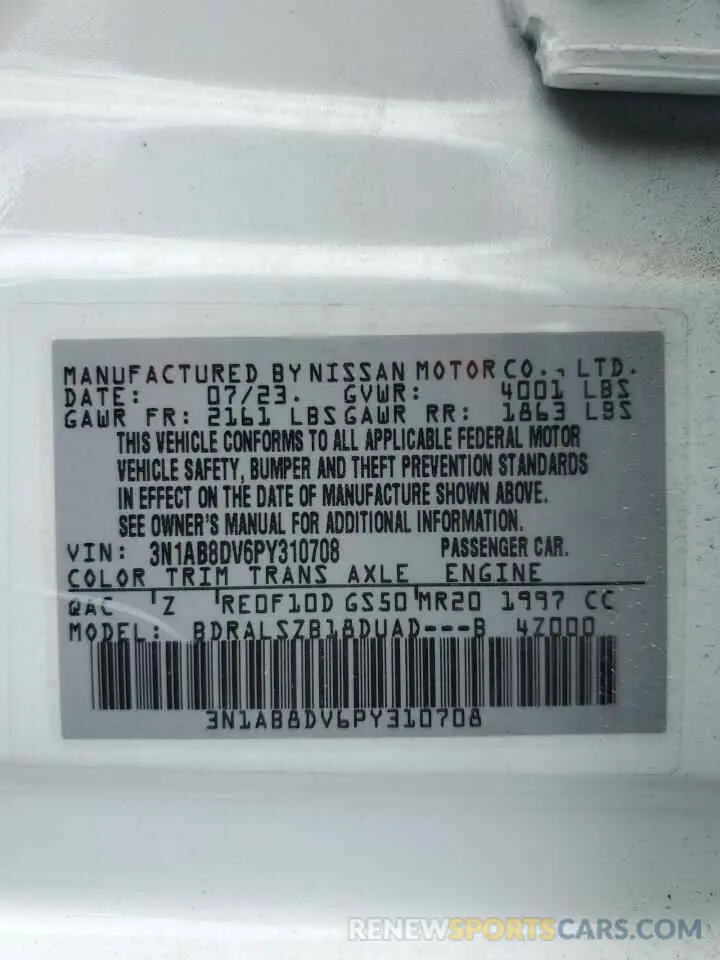 MANUFACTURED BY NISSAN MOTOR CO., LTD.
DATE: 07/23. GVWR: 4001 LBS
GAWR FR: 2161 LBS GAWR RR: 1863 LBS
THIS VEHICLE CONFORMS TO ALL APPLICABLE FEDERAL MOTOR
VEHICLE SAFETY, BUMPER AND THEFT PREVENTION STANDARDS
IN EFFECT ON THE DATE OF MANUFACTURE SHOWN ABOVE.
SEE OWNER'S MANUAL FOR ADDITIONAL INFORMATION.
VIN: 3N1AB8DV6PY310708 PASSENGER CAR.
COLOR TRIM TRANS AXLE ENGINE
QAC Z RE0F10D GS50 MR20 1997 CC
MODEL: BDRALSZB18DUAD---B 4Z000
3N1AB8DV6PY310708
RENEWSPORTSCARS.COM